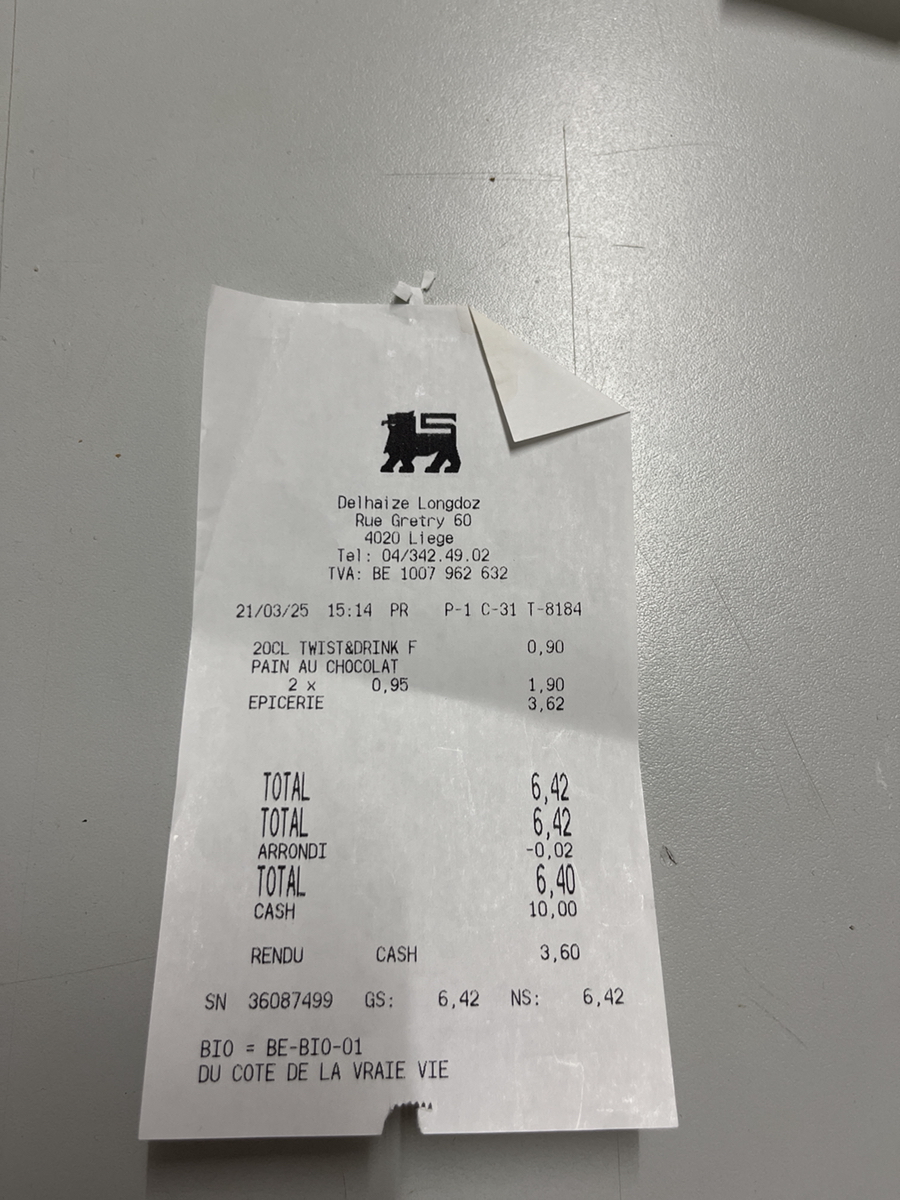 Delhaize Longdoz
Rue Gretry 60
4020 Liege
Tel: 04/342.49.02
TVA: BE 1007 962 632
21/03/25 15:14 PR P-1 C-31 T-8184
20CL TWIST&DRINK F 0,90
PAIN AU CHOCOLAT
2 x 0,95 1,90
EPICERIE 3,62
TOTAL 6,42
TOTAL 6,42
ARRONDI -0,02
TOTAL 6,40
CASH 10,00
RENDU CASH 3,60
SN 36087499 GS: 6,42 NS: 6,42
BIO = BE-BIO-01
DU COTE DE LA VRAIE VIE